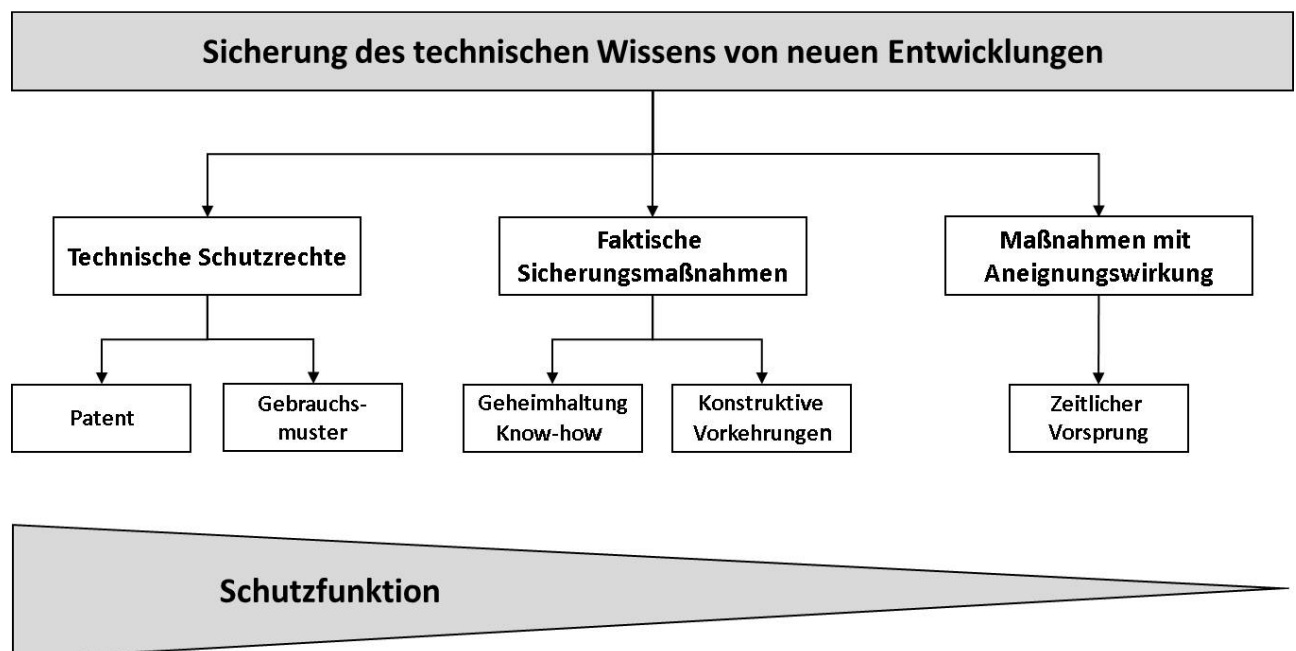 Sicherung des technischen Wissens von neuen Entwicklungen
Technische Schutzrechte
Faktische
Sicherungsmaßnahmen
Maßnahmen mit
Aneignungswirkung
Patent
Gebrauchs-
muster
Geheimhaltung
Know-how
Konstruktive
Vorkehrungen
Zeitlicher
Vorsprung
Schutzfunktion